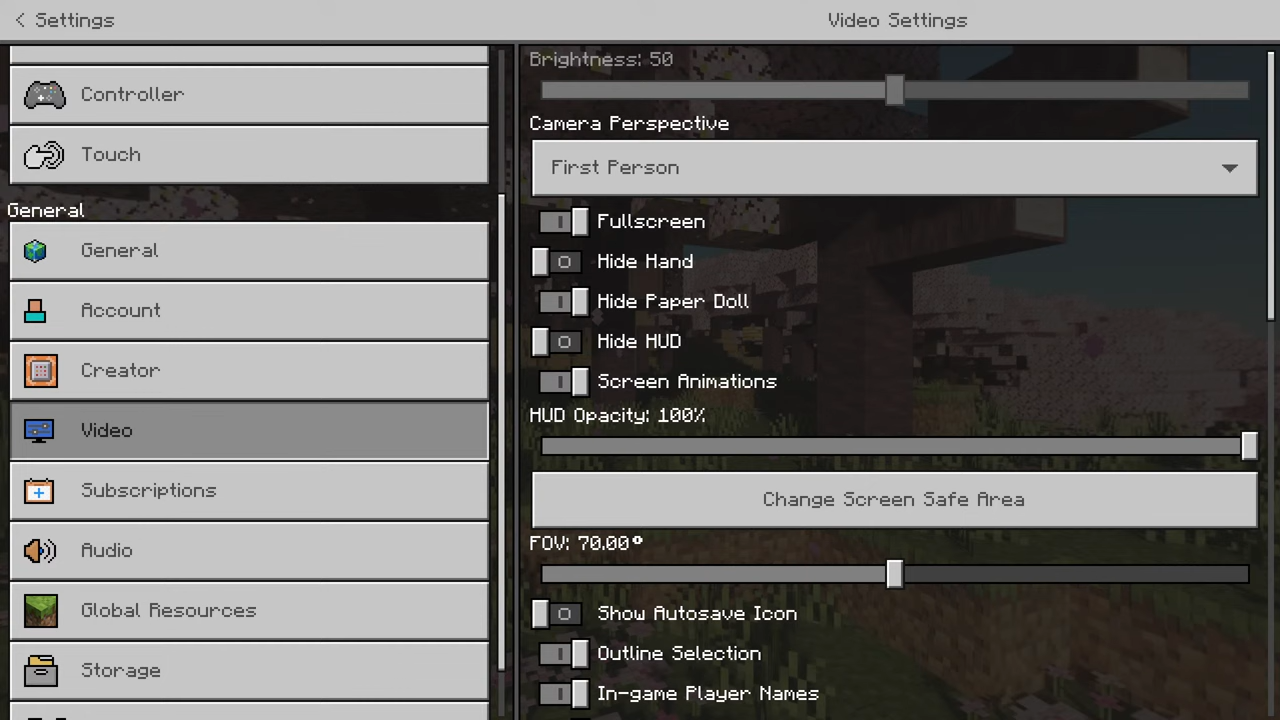 Settings
Video Settings
Controller
Touch
General
General
Account
Creator
Video
Subscriptions
Audio
Global Resources
Storage
Brightness: 50
Camera Perspective
First Person
Fullscreen
Hide Hand
Hide Paper Doll
Hide HUD
Screen Animations
HUD Opacity: 100%
Change Screen Safe Area
FOV: 70.00°
Show Autosave Icon
Outline Selection
In-game Player Names